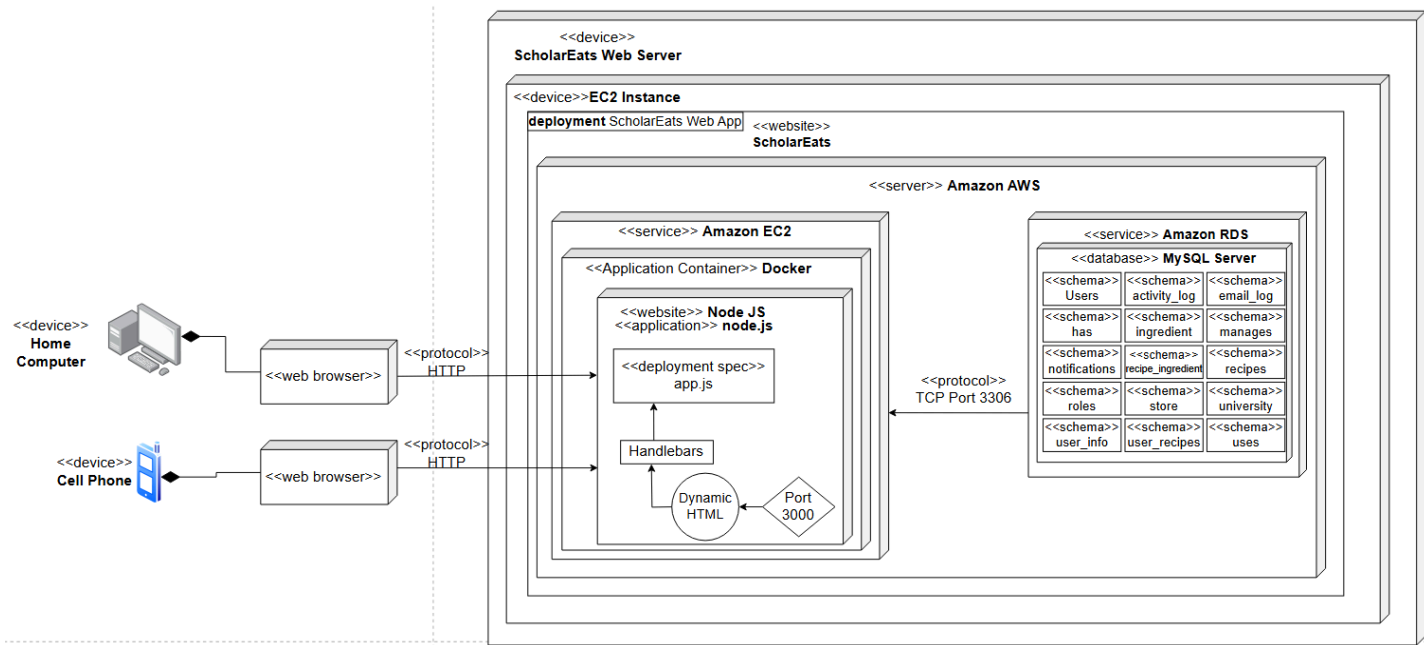 <<device>>
ScholarEats Web Server
<<device>>EC2 Instance
deployment ScholarEats Web App
<<website>>
ScholarEats
<<server>> Amazon AWS
<<service>> Amazon EC2
<<Application Container>> Docker
<<website>> Node JS
<<application>> node.js
<<deployment spec>>
app.js
Handlebars
Dynamic
HTML
Port
3000
<<device>>
Home
Computer
<<web browser>>
<<protocol>>
HTTP
<<device>>
Cell Phone
<<web browser>>
<<protocol>>
HTTP
<<protocol>>
TCP Port 3306
<<service>> Amazon RDS
<<database>> MySQL Server
<<schema>>
Users
<<schema>>
activity_log
<<schema>>
email_log
<<schema>>
has
<<schema>>
ingredient
<<schema>>
manages
<<schema>>
notifications
<<schema>>
recipe_ingredient
<<schema>>
recipes
<<schema>>
roles
<<schema>>
store
<<schema>>
university
<<schema>>
user_info
<<schema>>
user_recipes
<<schema>>
uses